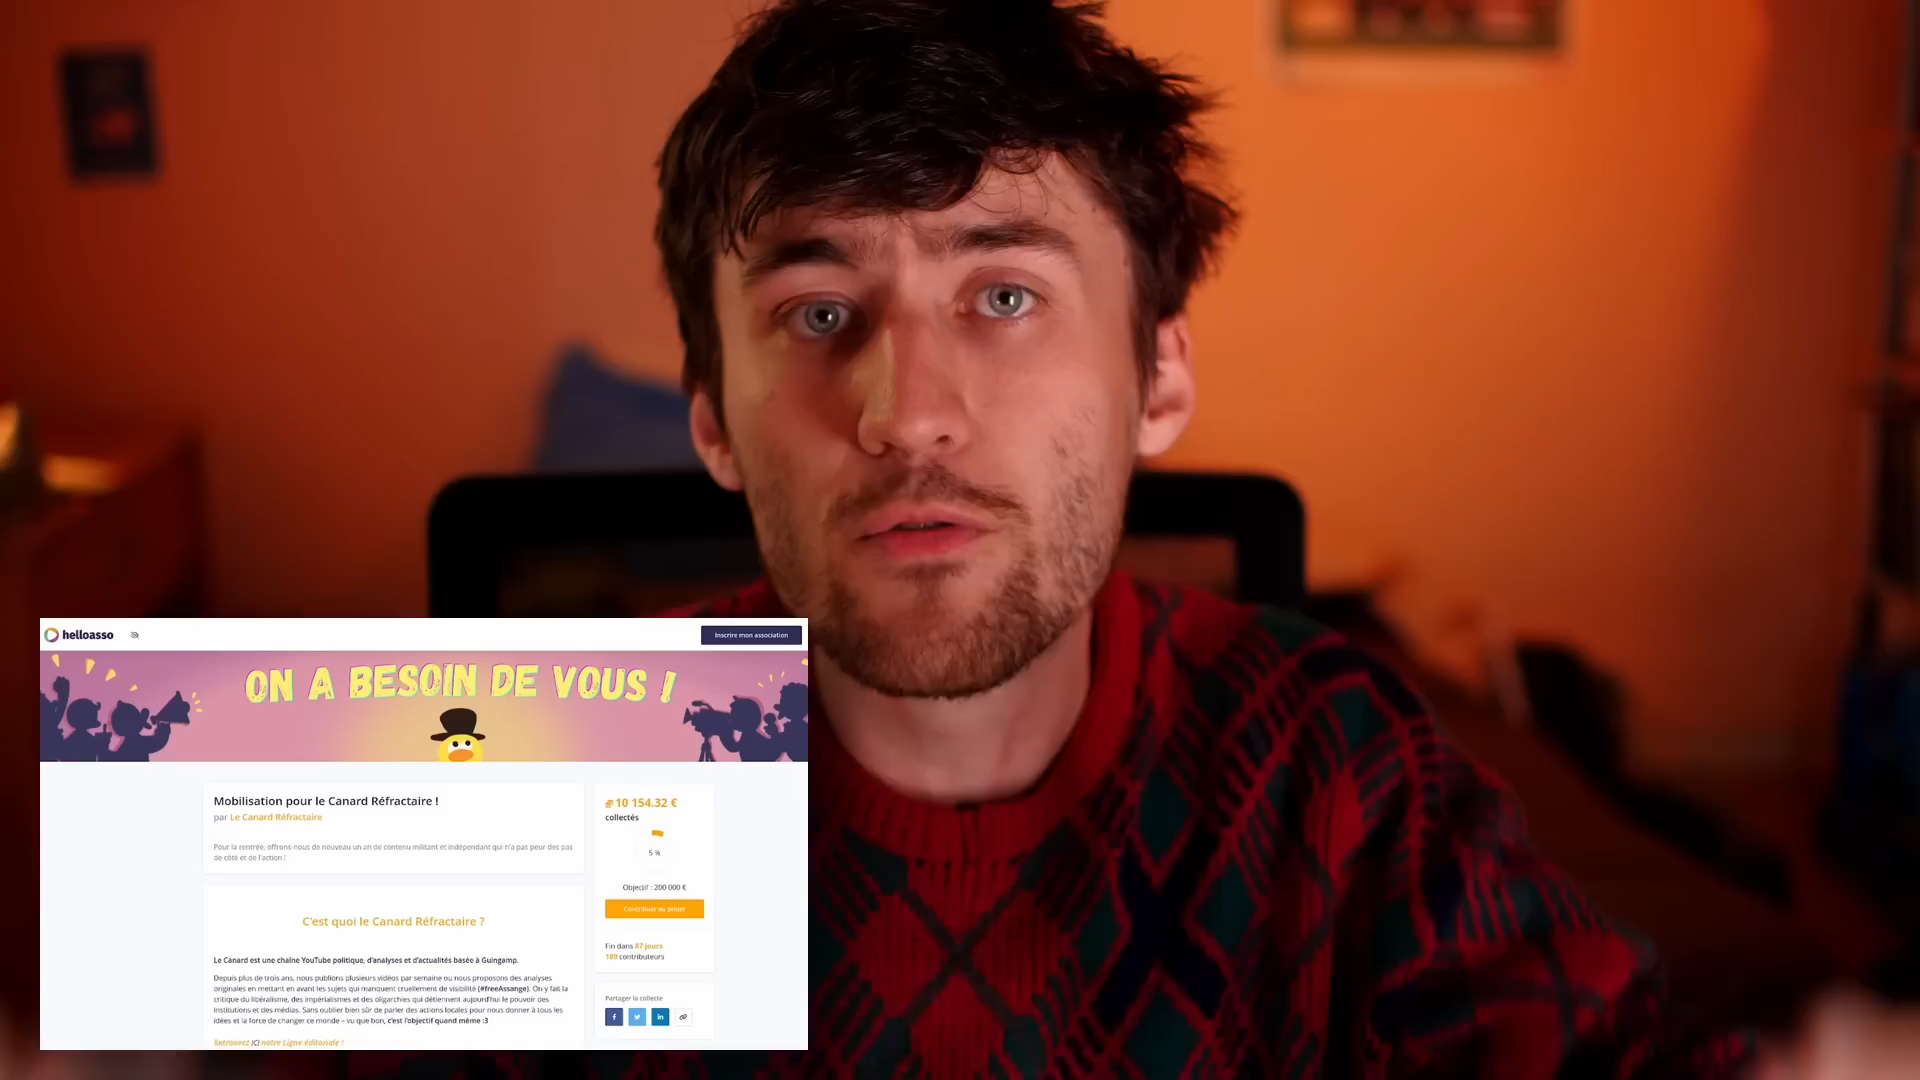 helloasso
Inscrire mon association
ON A BESOIN DE VOUS !
Mobilisation pour le Canard Réfractaire !
par Le Canard Réfractaire
Pour la rentrée, offrons-nous de nouveau un an de contenu militant et indépendant qui n'a pas peur des pas
de côté et de l'action !
10 154.32 €
collectés
5 %
Objectif : 200 000 €
Contribuer au projet
Fin dans 87 jours
189 contributeurs
Partager la collecte
C'est quoi le Canard Réfractaire ?
Le Canard est une chaîne YouTube politique, d'analyses et d'actualités basée à Guingamp.
Depuis plus de trois ans, nous publions plusieurs vidéos par semaine ou nous proposons des analyses
originales en mettant en avant les sujets qui manquent cruellement de visibilité (#freeAssange). On y fait la
critique du libéralisme, des impérialismes et des oligarchies qui détiennent aujourd'hui le pouvoir des
institutions et des médias. Sans oublier bien sûr de parler des actions locales pour nous donner à tous les
idées et la force de changer ce monde – vu que bon, c'est l'objectif quand même :3
Retrouvez ICI notre Ligne éditoriale !